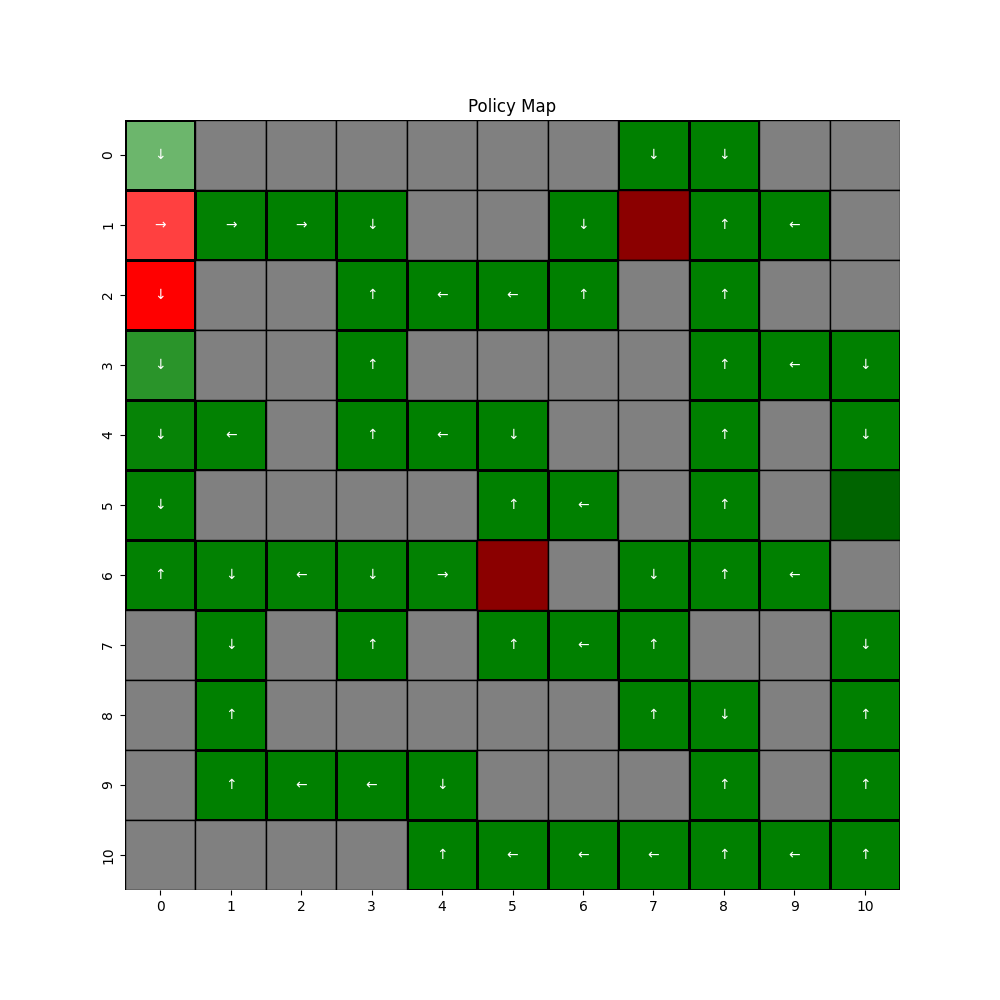 Policy Map
0 ↓ ↓ ↓
1 → → → ↓ ↓ ↑ ←
2 ↓ ↑ ← ← ↑ ↑
3 ↓ ↑ ↑ ← ↓
4 ↓ ← ↑ ← ↓ ↑ ↓
5 ↓ ↑ ← ↑
6 ↑ ↓ ← ↓ → ↓ ↑ ←
7 ↓ ↑ ↑ ← ↑ ↓
8 ↑ ↑ ↓ ↑
9 ↑ ← ← ↓ ↑ ↑
10 ↑ ← ← ← ↑ ← ↑
0 1 2 3 4 5 6 7 8 9 10